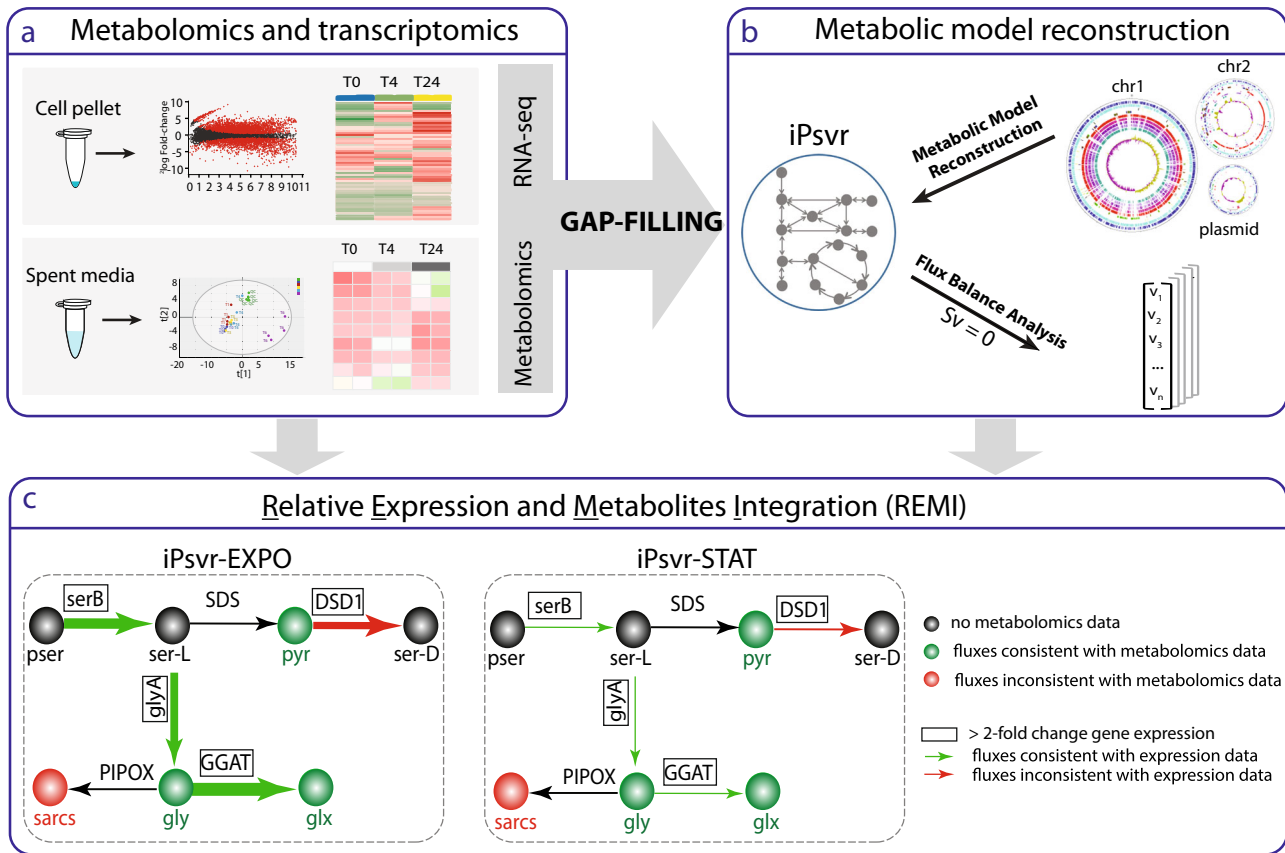 a
Metabolomics and transcriptomics
Cell pellet
²log Fold-change
10
5
0
-5
-10
0 1 2 3 4 5 6 7 8 9 10 11
T0 T4 T24
RNA-seq
Spent media
t[2]
8
4
0
-4
-8
-20 -10 0 5 15
t[1]
T0 T4 T24
Metabolomics
GAP-FILLING
b
Metabolic model reconstruction
iPsvr
Metabolic Model
Reconstruction
chr1
chr2
plasmid
Flux Balance Analysis
Sv = 0
v1
v2
v3
...
vn
c
Relative Expression and Metabolites Integration (REMI)
iPsvr-EXPO
serB
SDS
DSD1
pser
ser-L
pyr
ser-D
glyA
PIPOX
GGAT
sarcs
gly
glx
iPsvr-STAT
serB
SDS
DSD1
pser
ser-L
pyr
ser-D
glyA
PIPOX
GGAT
sarcs
gly
glx
no metabolomics data
fluxes consistent with metabolomics data
fluxes inconsistent with metabolomics data
> 2-fold change gene expression
fluxes consistent with expression data
fluxes inconsistent with expression data